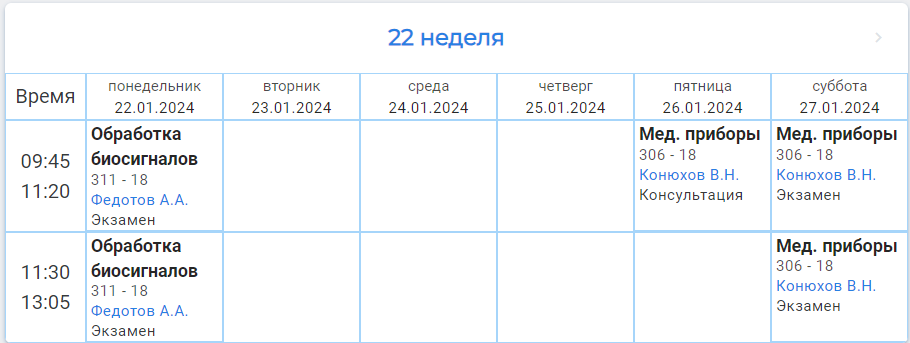 22 неделя
Время
понедельник
22.01.2024
вторник
23.01.2024
среда
24.01.2024
четверг
25.01.2024
пятница
26.01.2024
суббота
27.01.2024
09:45
11:20
Обработка
биосигналов
311 - 18
Федотов А.А.
Экзамен
Мед. приборы
306 - 18
Конюхов В.Н.
Консультация
Мед. приборы
306 - 18
Конюхов В.Н.
Экзамен
11:30
13:05
Обработка
биосигналов
311 - 18
Федотов А.А.
Экзамен
Мед. приборы
306 - 18
Конюхов В.Н.
Экзамен